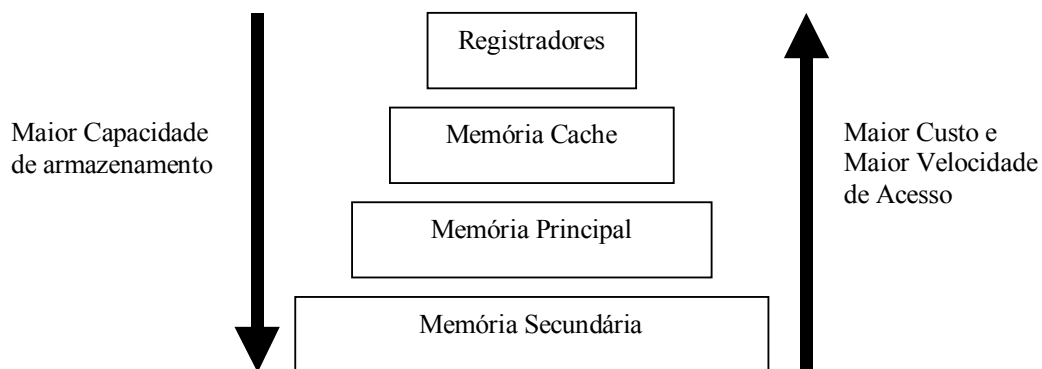 Registradores
Maior Capacidade
de armazenamento
Memória Cache
Maior Custo e
Maior Velocidade
de Acesso
Memória Principal
Memória Secundária